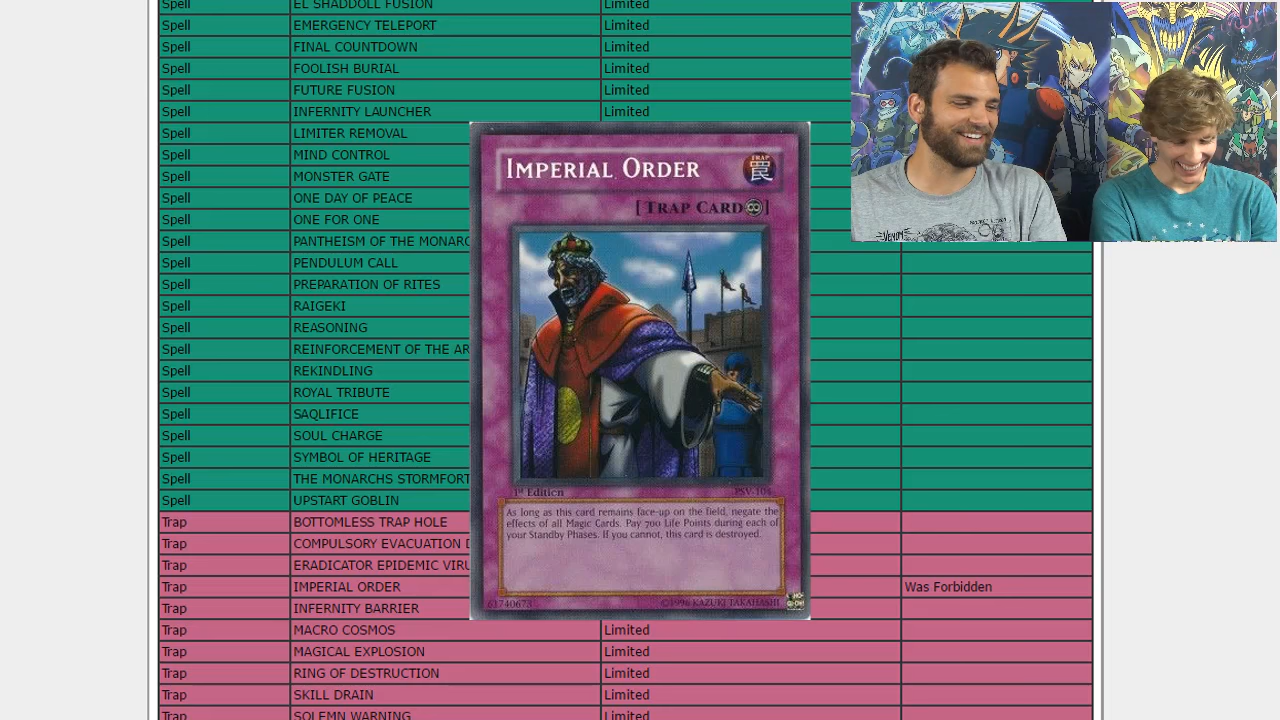 Spell EL SHADDOLL FUSION Limited
Spell EMERGENCY TELEPORT Limited
Spell FINAL COUNTDOWN Limited
Spell FOOLISH BURIAL Limited
Spell FUTURE FUSION Limited
Spell INFERNITY LAUNCHER Limited
Spell LIMITER REMOVAL
Spell MIND CONTROL
Spell MONSTER GATE
Spell ONE DAY OF PEACE
Spell ONE FOR ONE
Spell PANTHEISM OF THE MONARC
Spell PENDULUM CALL
Spell PREPARATION OF RITES
Spell RAIGEKI
Spell REASONING
Spell REINFORCEMENT OF THE AR
Spell REKINDLING
Spell ROYAL TRIBUTE
Spell SAQLIFICE
Spell SOUL CHARGE
Spell SYMBOL OF HERITAGE
Spell THE MONARCHS STORMFORT
Spell UPSTART GOBLIN
Trap BOTTOMLESS TRAP HOLE
Trap COMPULSORY EVACUATION D
Trap ERADICATOR EPIDEMIC VIRU
Trap IMPERIAL ORDER Was Forbidden
Trap INFERNITY BARRIER
Trap MACRO COSMOS Limited
Trap MAGICAL EXPLOSION Limited
Trap RING OF DESTRUCTION Limited
Trap SKILL DRAIN Limited
Trap SOLEMN WARNING Limited
IMPERIAL ORDER
TRAP
罠
[TRAP CARD ]
1st Edition PSV-104
As long as this card remains face-up on the field, negate the
effects of all Magic Cards. Pay 700 Life Points during each of
your Standby Phases. If you cannot, this card is destroyed.
61740673 ©1996 KAZUKI TAKAHASHI
VENOM